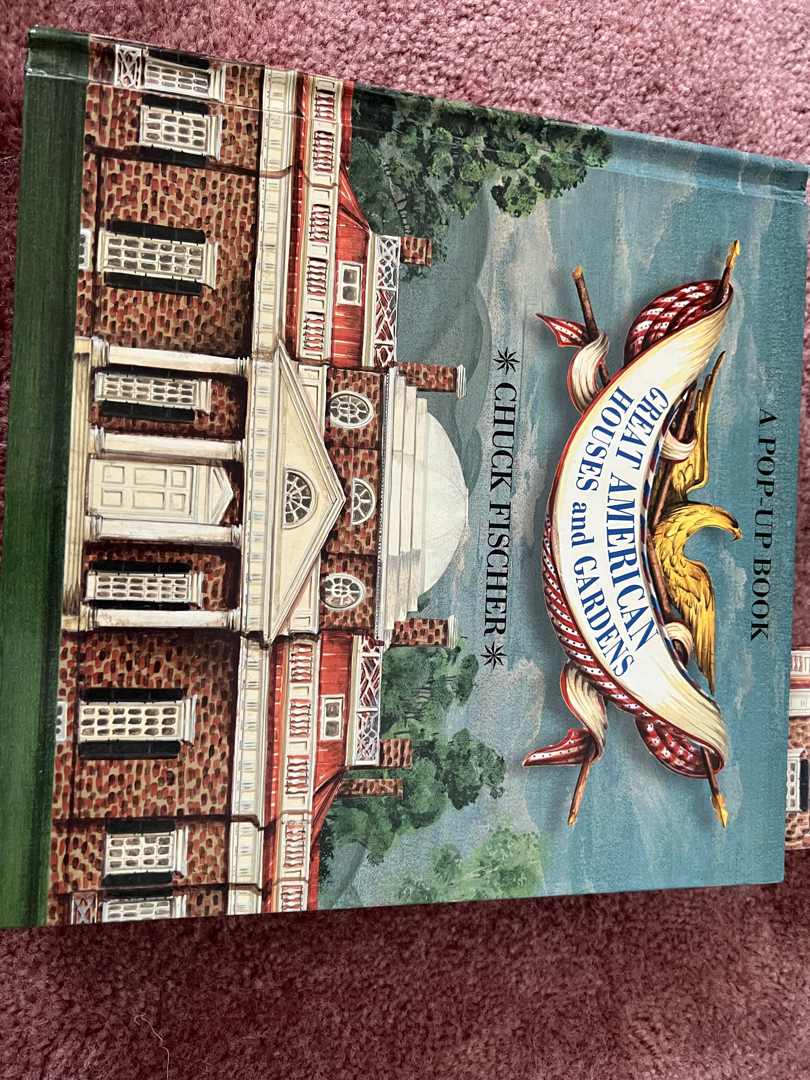 A POP-UP BOOK
GREAT AMERICAN
HOUSES and GARDENS
CHUCK FISCHER